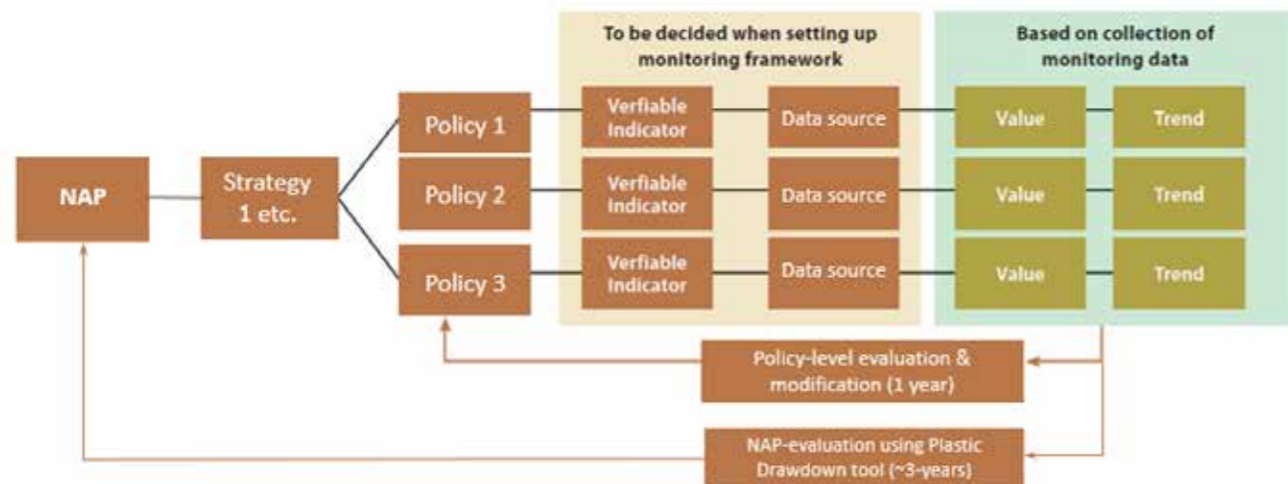 To be decided when setting up
monitoring framework
Based on collection of
monitoring data
NAP
Strategy
1 etc.
Policy 1
Verfiable
Indicator
Data source
Value
Trend
Policy 2
Verfiable
Indicator
Data source
Value
Trend
Policy 3
Verfiable
Indicator
Data source
Value
Trend
Policy-level evaluation &
modification (1 year)
NAP-evaluation using Plastic
Drawdown tool (~3-years)